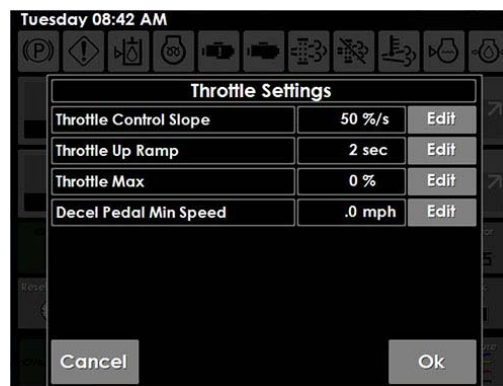 Tuesday 08:42 AM
Throttle Settings
Throttle Control Slope 50 %/s Edit
Throttle Up Ramp 2 sec Edit
Throttle Max 0 % Edit
Decel Pedal Min Speed .0 mph Edit
Cancel Ok